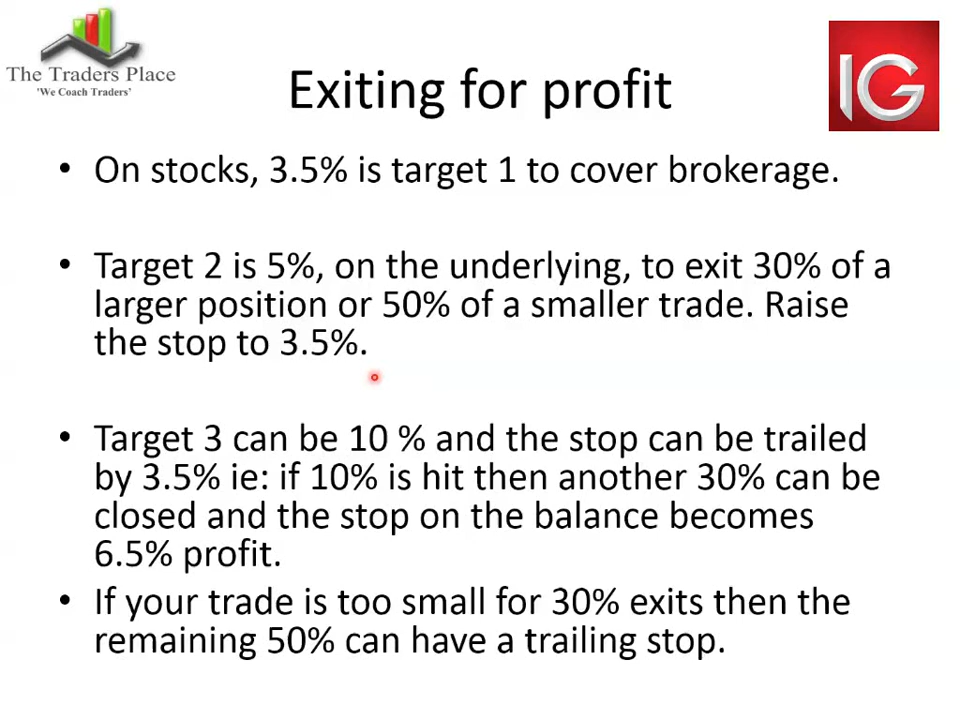 The Traders Place
'We Coach Traders'
IG
Exiting for profit
• On stocks, 3.5% is target 1 to cover brokerage.
• Target 2 is 5%, on the underlying, to exit 30% of a
larger position or 50% of a smaller trade. Raise
the stop to 3.5%.
• Target 3 can be 10 % and the stop can be trailed
by 3.5% ie: if 10% is hit then another 30% can be
closed and the stop on the balance becomes
6.5% profit.
• If your trade is too small for 30% exits then the
remaining 50% can have a trailing stop.